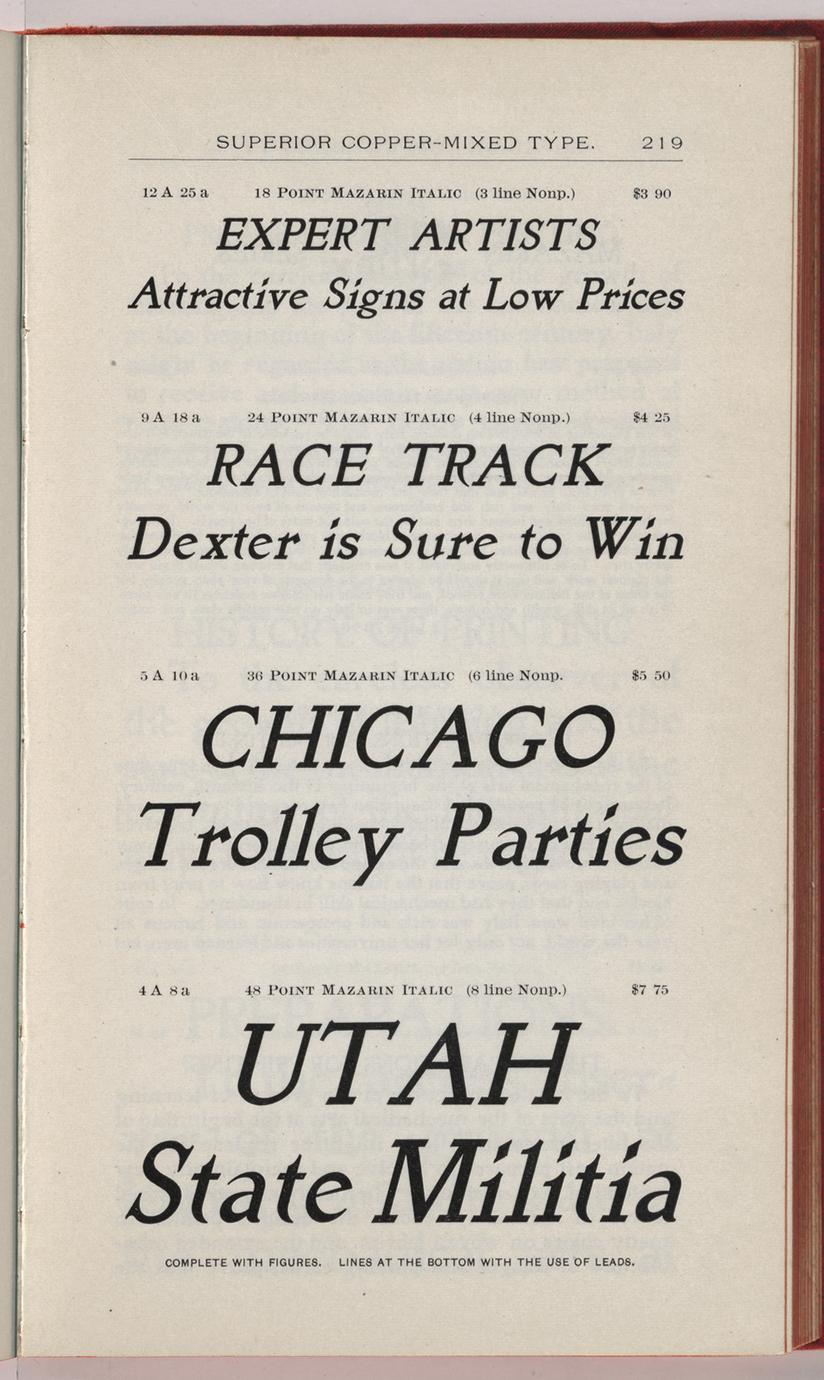 SUPERIOR COPPER-MIXED TYPE. 219
12 A 25 a 18 POINT MAZARIN ITALIC (3 line Nonp.) $3 90
EXPERT ARTISTS
Attractive Signs at Low Prices
9 A 18 a 24 POINT MAZARIN ITALIC (4 line Nonp.) $4 25
RACE TRACK
Dexter is Sure to Win
5 A 10 a 36 POINT MAZARIN ITALIC (6 line Nonp. $5 50
CHICAGO
Trolley Parties
4 A 8 a 48 POINT MAZARIN ITALIC (8 line Nonp.) $7 75
UTAH
State Militia
COMPLETE WITH FIGURES. LINES AT THE BOTTOM WITH THE USE OF LEADS.